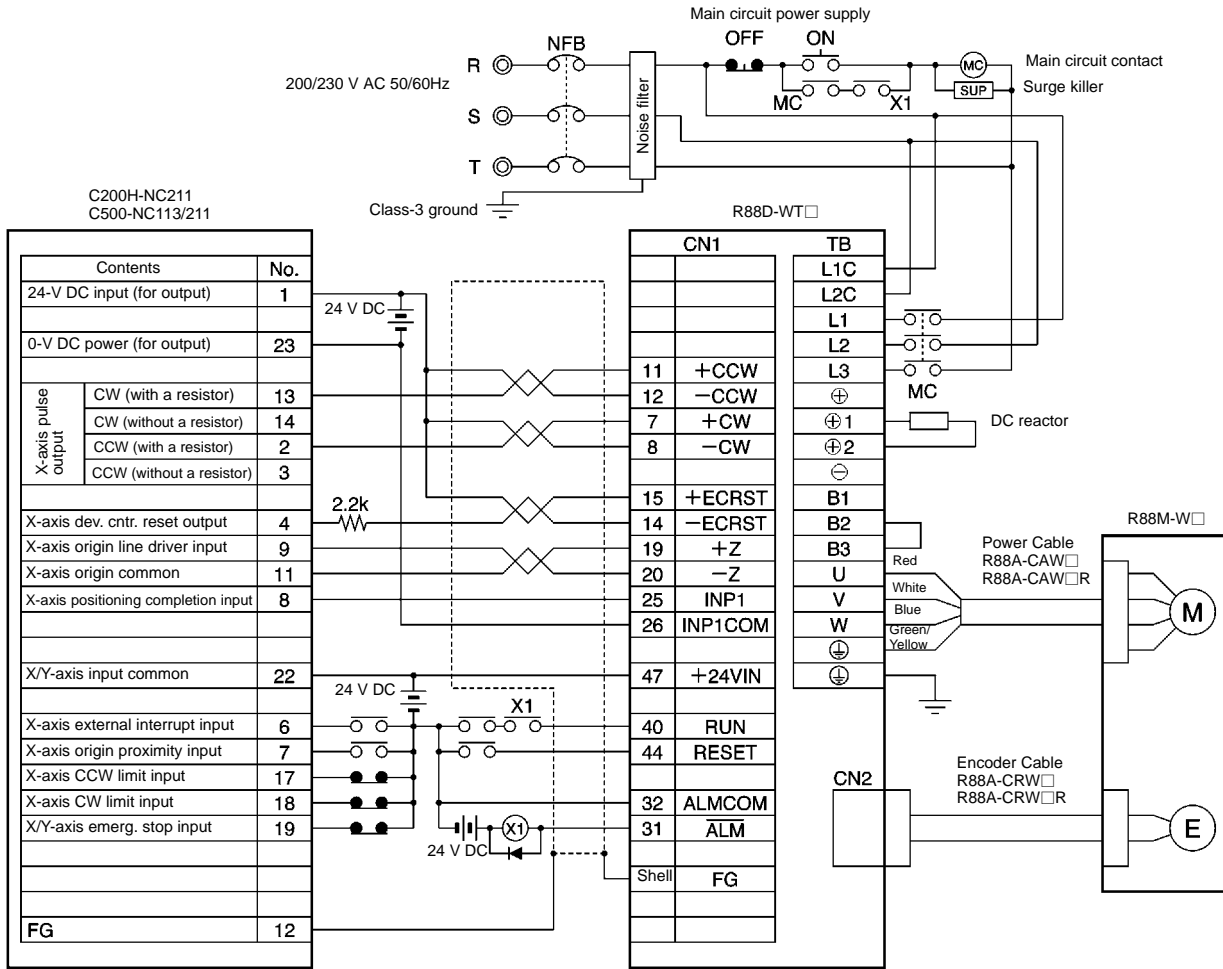 Main circuit power supply
OFF ON
NFB
R
MC
Main circuit contact
200/230 V AC 50/60Hz
MC X1
SUP
Surge killer
S
Noise filter
T
C200H-NC211
C500-NC113/211
Class-3 ground
R88D-WT□
CN1 TB
Contents No.
L1C
24-V DC input (for output) 1
24 V DC
L2C
L1
0-V DC power (for output) 23
L2
11 +CCW L3
MC
X-axis pulse output
CW (with a resistor) 13
12 −CCW ⊕
CW (without a resistor) 14
7 +CW ⊕1
DC reactor
CCW (with a resistor) 2
8 −CW ⊕2
CCW (without a resistor) 3
⊖
2.2k
15 +ECRST B1
X-axis dev. cntr. reset output 4
14 −ECRST B2
R88M-W□
X-axis origin line driver input 9
19 +Z B3
Red
Power Cable
R88A-CAW□
R88A-CAW□R
X-axis origin common 11
20 −Z U
White
X-axis positioning completion input 8
25 INP1 V
Blue
26 INP1COM W
Green/
Yellow
M
X/Y-axis input common 22
24 V DC
47 +24VIN
X1
X-axis external interrupt input 6
40 RUN
X-axis origin proximity input 7
44 RESET
X-axis CCW limit input 17
CN2
Encoder Cable
R88A-CRW□
R88A-CRW□R
X-axis CW limit input 18
32 ALMCOM
X/Y-axis emerg. stop input 19
X1
31 ALM
E
24 V DC
Shell FG
FG 12